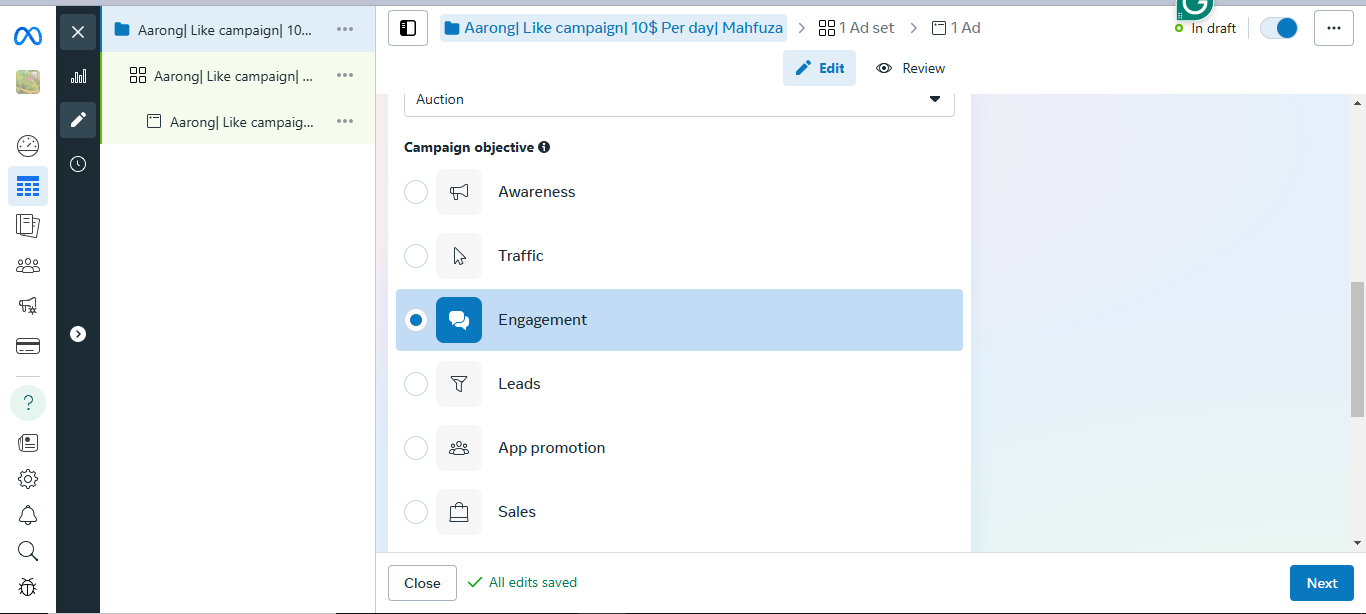 Aarong| Like campaign| 10...
Aarong| Like campaign| ...
Aarong| Like campaig...
Aarong| Like campaign| 10$ Per day| Mahfuza
1 Ad set
1 Ad
In draft
Edit
Review
Auction
Campaign objective
Awareness
Traffic
Engagement
Leads
App promotion
Sales
Close
All edits saved
Next